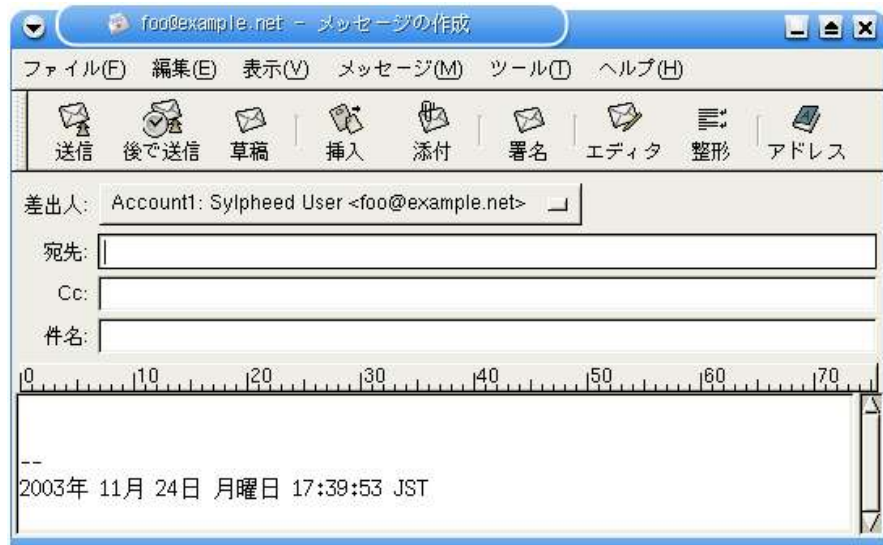 foo@example.net - メッセージの作成
ファイル(F) 編集(E) 表示(V) メッセージ(M) ツール(T) ヘルプ(H)
送信 後で送信 草稿 挿入 添付 署名 エディタ 整形 アドレス
差出人: Account1: Sylpheed User <foo@example.net>
宛先:
Cc:
件名:
0 10 20 30 40 50 60 70
--
2003年 11月 24日 月曜日 17:39:53 JST